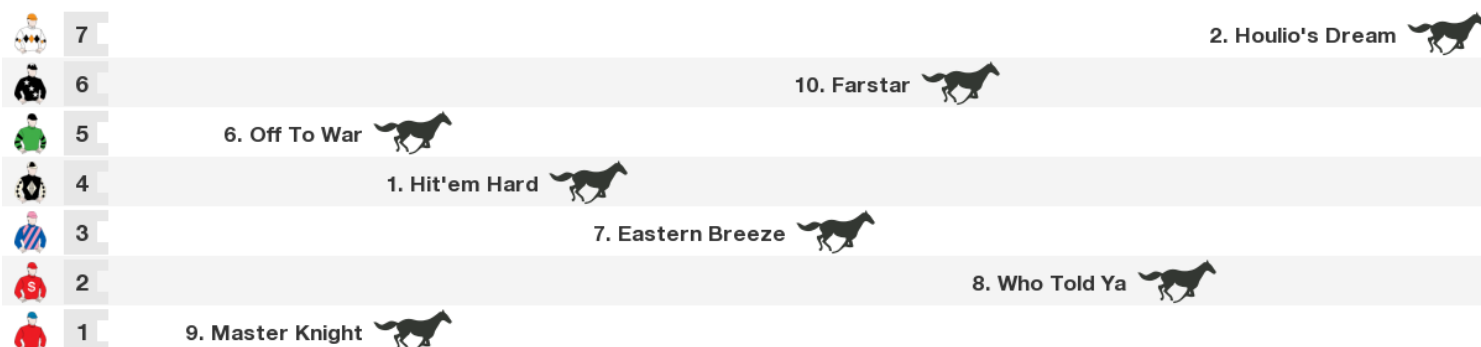 7 2. Houlio's Dream
6 10. Farstar
5 6. Off To War
4 1. Hit'em Hard
3 7. Eastern Breeze
S 2 8. Who Told Ya
1 9. Master Knight